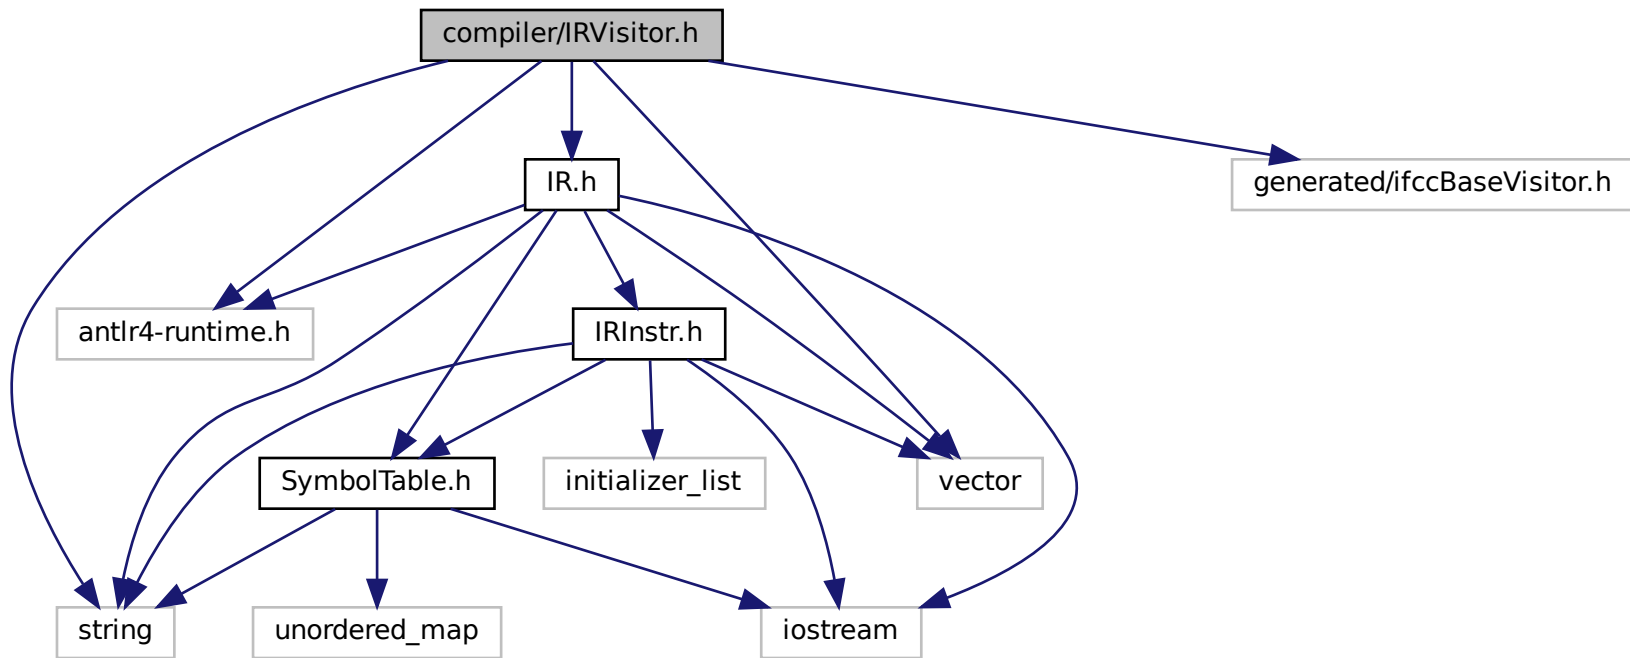 compiler/IRVisitor.h
IR.h
generated/ifccBaseVisitor.h
antlr4-runtime.h
IRInstr.h
SymbolTable.h
initializer_list
vector
string
unordered_map
iostream